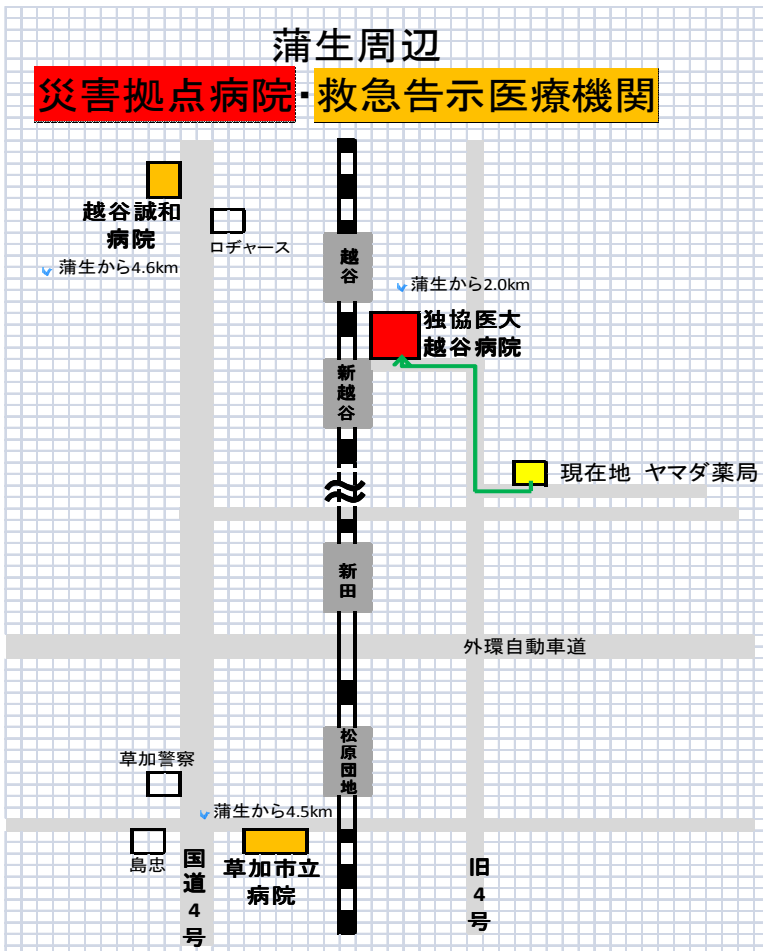 蒲生周辺
災害拠点病院・救急告示医療機関
越谷誠和
病院
蒲生から4.6km
ロヂャース
越谷
蒲生から2.0km
独協医大
越谷病院
新越谷
現在地 ヤマダ薬局
新田
外環自動車道
松原団地
草加警察
蒲生から4.5km
島忠
国道4号
草加市立
病院
旧4号